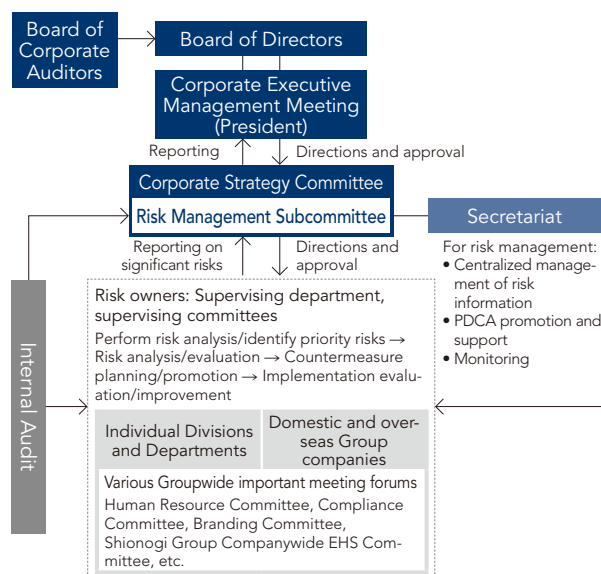 Board of
Corporate
Auditors
Board of Directors
Corporate Executive
Management Meeting
(President)
Reporting
Directions and approval
Corporate Strategy Committee
Risk Management Subcommittee
Secretariat
Reporting on
significant risks
Directions and
approval
For risk management:
• Centralized manage-
ment of risk
information
• PDCA promotion and
support
• Monitoring
Internal Audit
Risk owners: Supervising department,
supervising committees
Perform risk analysis/identify priority risks →
Risk analysis/evaluation → Countermeasure
planning/promotion → Implementation evalu-
ation/improvement
Individual Divisions
and Departments
Domestic and over-
seas Group
companies
Various Groupwide important meeting forums
Human Resource Committee, Compliance
Committee, Branding Committee,
Shionogi Group Companywide EHS Com-
mittee, etc.